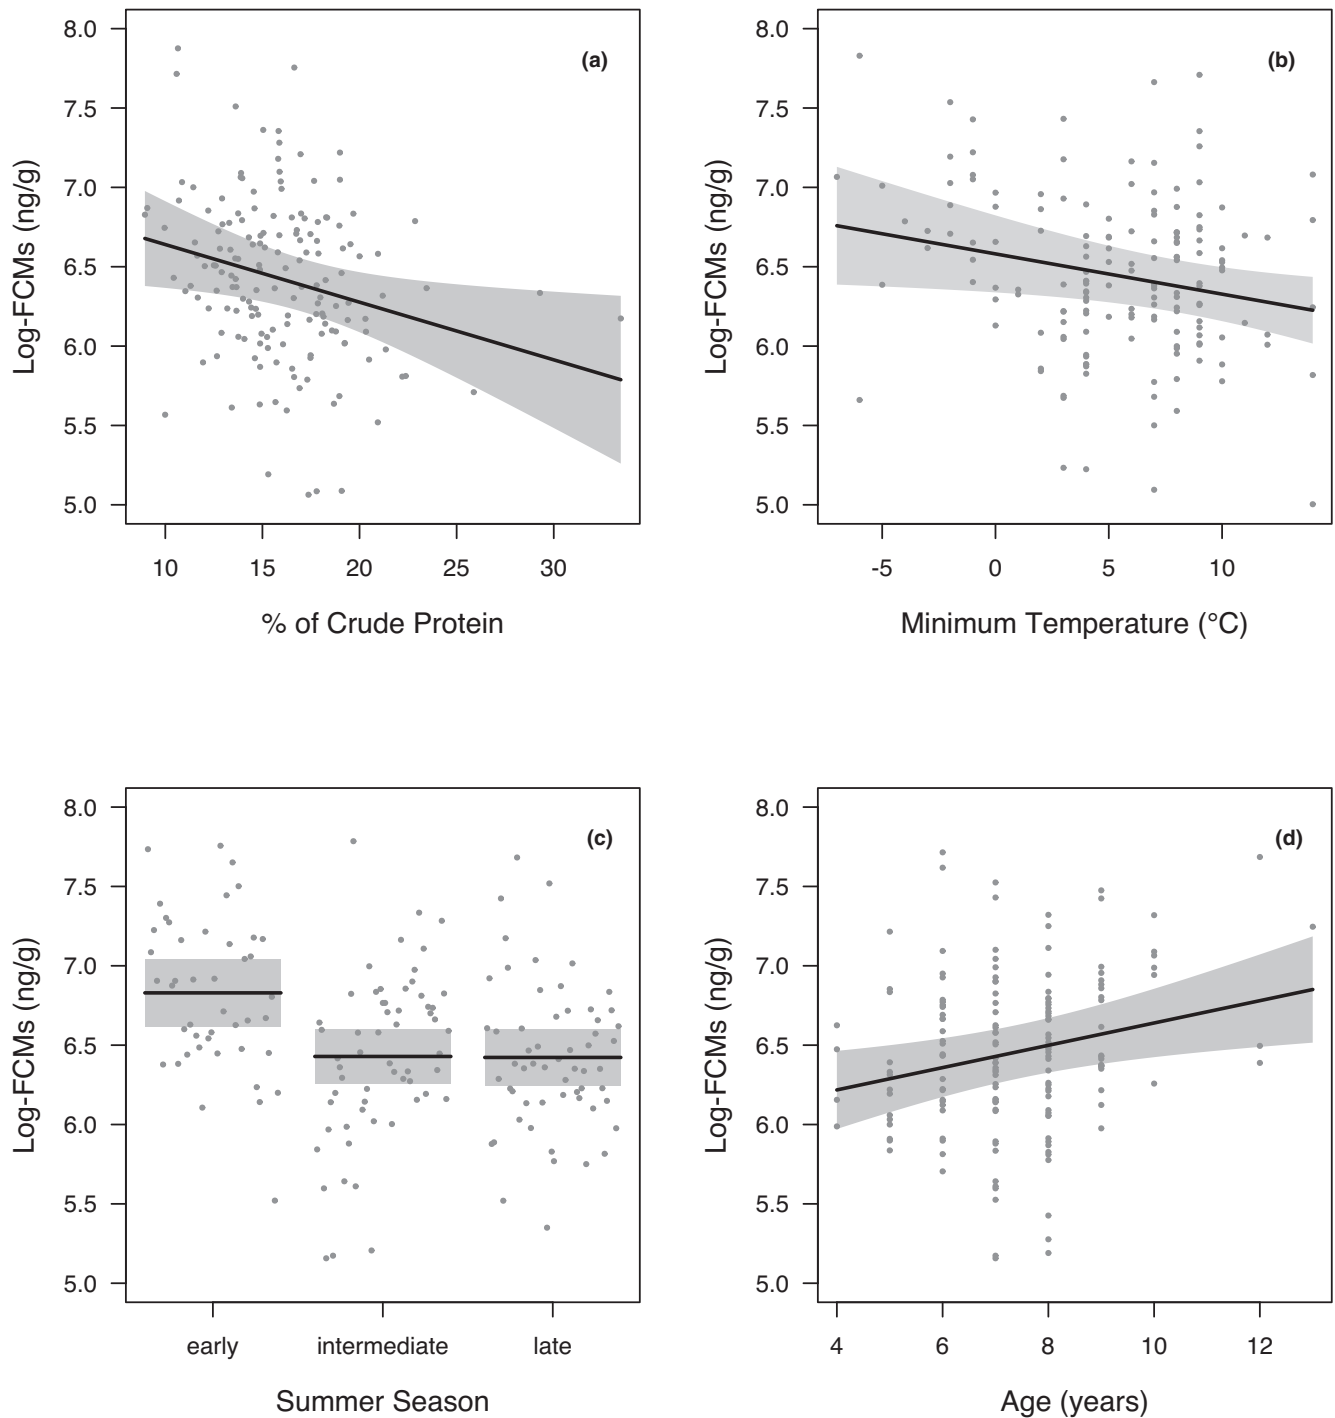 8.0
7.5
7.0
6.5
6.0
5.5
5.0
Log-FCMs (ng/g)
(a)
10 15 20 25 30
% of Crude Protein
8.0
7.5
7.0
6.5
6.0
5.5
5.0
Log-FCMs (ng/g)
(b)
-5 0 5 10
Minimum Temperature (°C)
8.0
7.5
7.0
6.5
6.0
5.5
5.0
Log-FCMs (ng/g)
(c)
early intermediate late
Summer Season
8.0
7.5
7.0
6.5
6.0
5.5
5.0
Log-FCMs (ng/g)
(d)
4 6 8 10 12
Age (years)